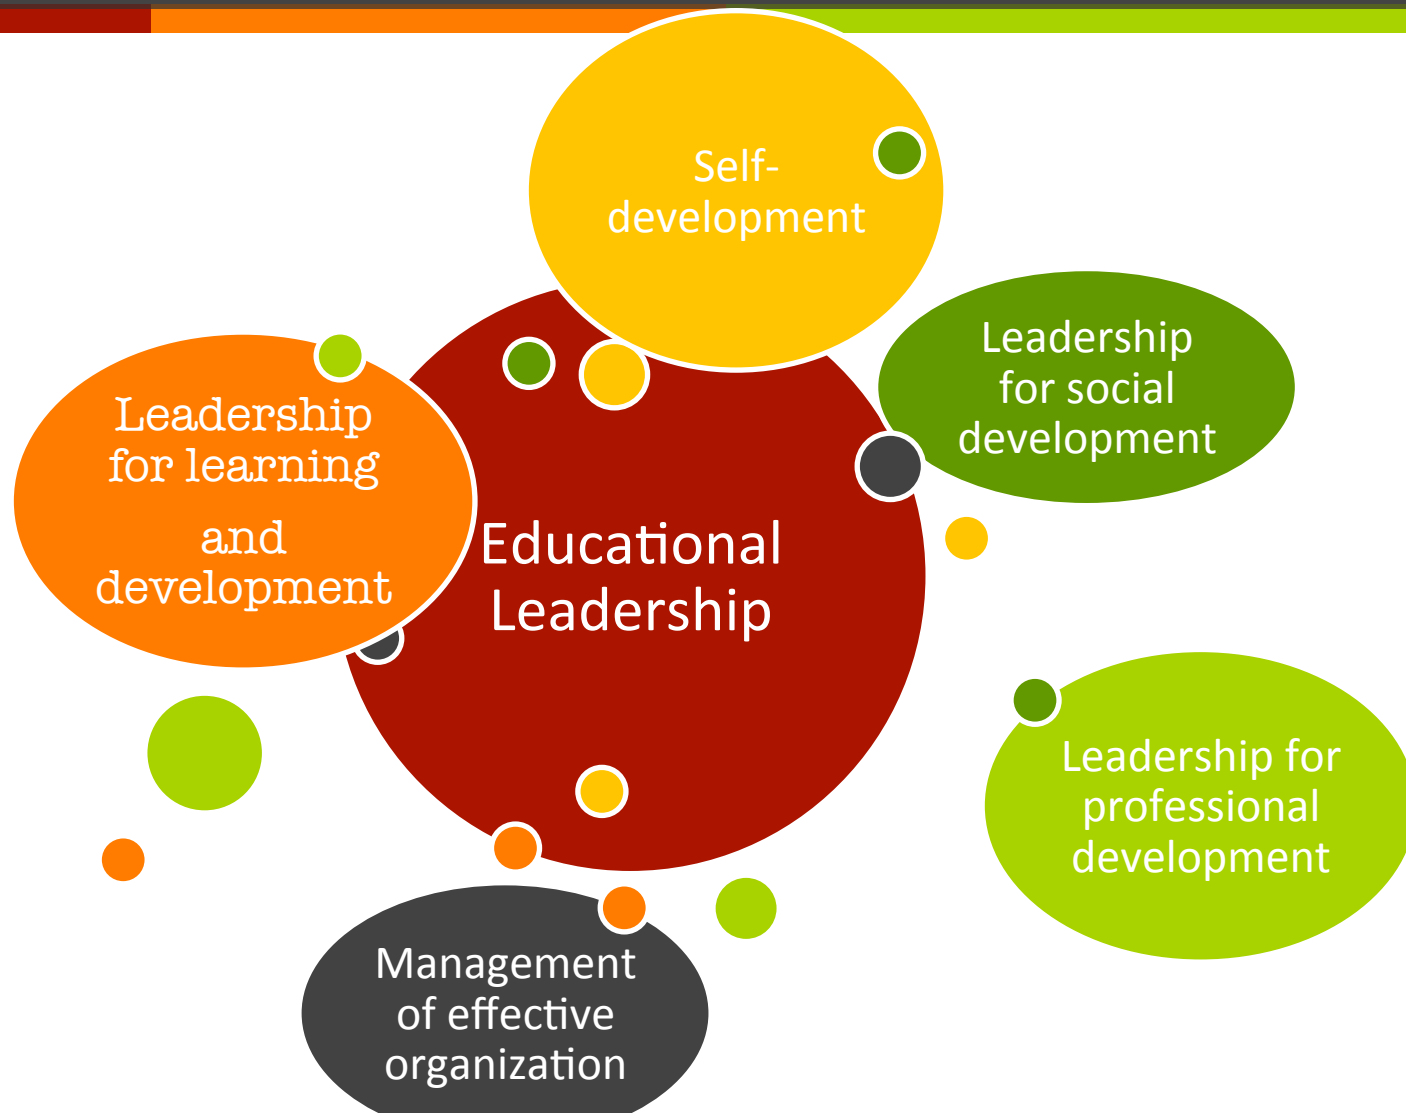 Self-
development
Leadership
for social
development
Leadership
for learning
and
development
Educational
Leadership
Leadership for
professional
development
Management
of effective
organization